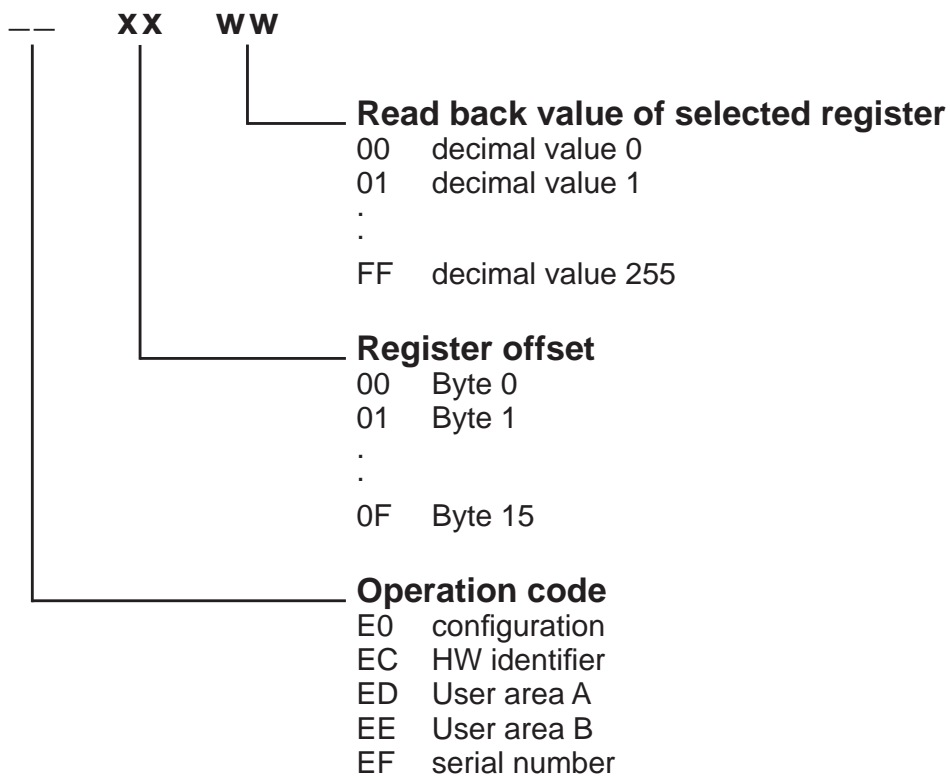 __ xx ww
Read back value of selected register
00 decimal value 0
01 decimal value 1
.
.
FF decimal value 255
Register offset
00 Byte 0
01 Byte 1
.
.
0F Byte 15
Operation code
E0 configuration
EC HW identifier
ED User area A
EE User area B
EF serial number